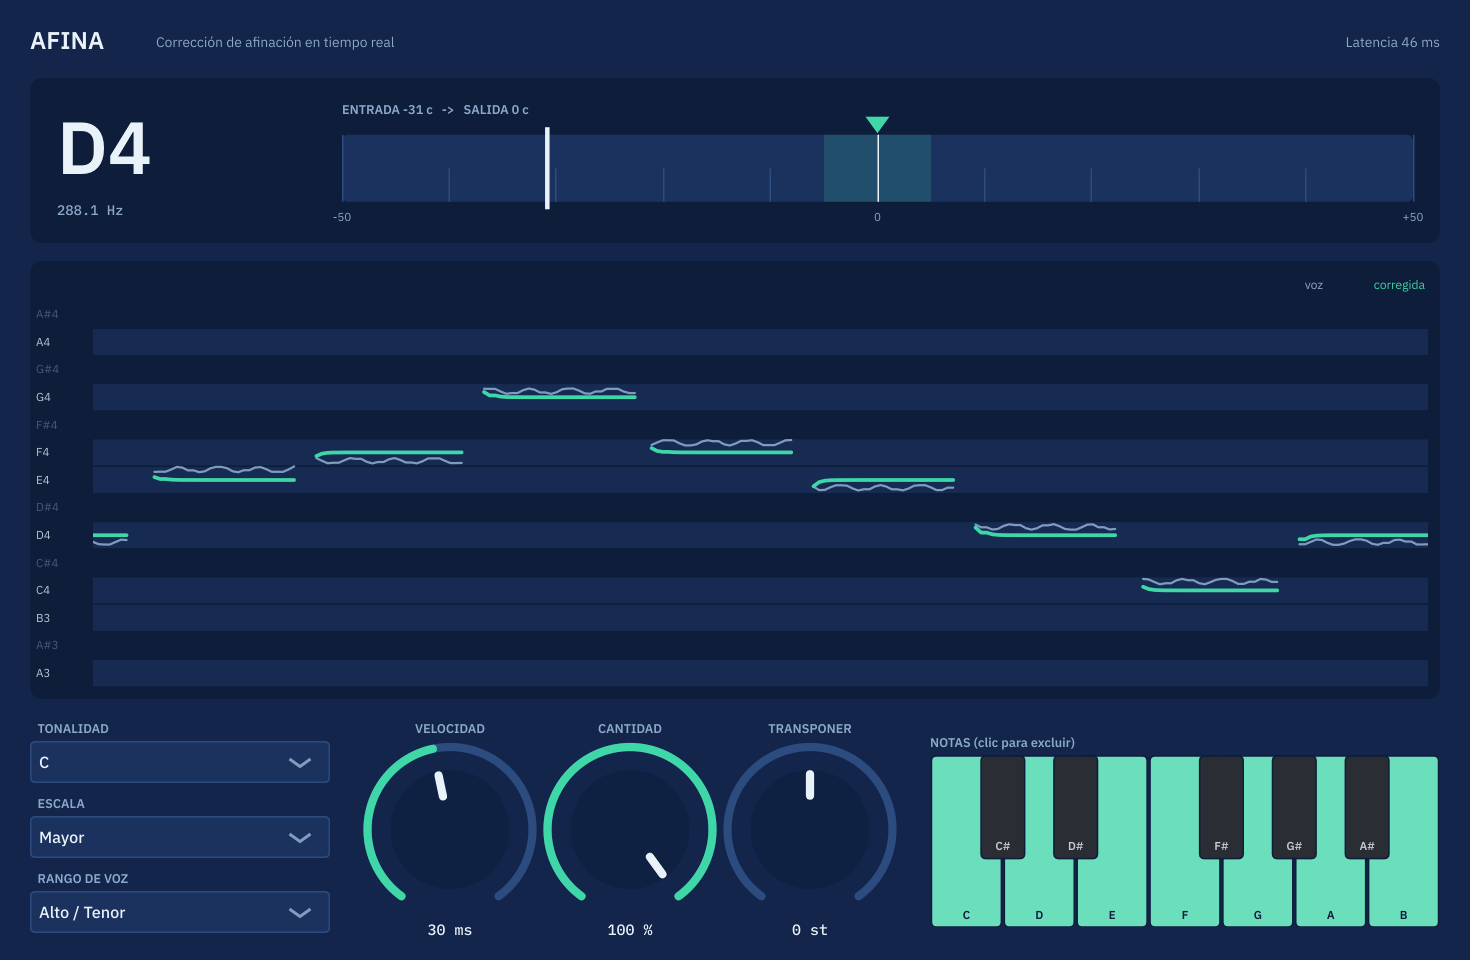 AFINA
Corrección de afinación en tiempo real
Latencia 46 ms
ENTRADA -31 c -> SALIDA 0 c
D4
288.1 Hz
-50
0
+50
voz
corregida
A#4
A4
G#4
G4
F#4
F4
E4
D#4
D4
C#4
C4
B3
A#3
A3
TONALIDAD
C
ESCALA
Mayor
RANGO DE VOZ
Alto / Tenor
VELOCIDAD
30 ms
CANTIDAD
100 %
TRANSPONER
0 st
NOTAS (clic para excluir)
C# D# F# G# A#
C D E F G A B